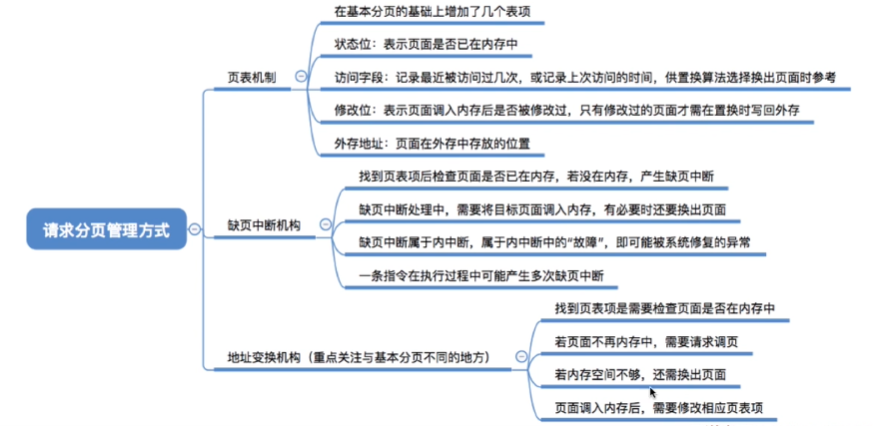 在基本分页的基础上增加了几个表项
状态位：表示页面是否已在内存中
页表机制
访问字段：记录最近被访问过几次，或记录上次访问的时间，供置换算法选择换出页面时参考
修改位：表示页面调入内存后是否被修改过，只有修改过的页面才需在置换时写回外存
外存地址：页面在外存中存放的位置
找到页表项后检查页面是否已在内存，若没在内存，产生缺页中断
缺页中断处理中，需要将目标页面调入内存，有必要时还要换出页面
请求分页管理方式
缺页中断机构
缺页中断属于内中断，属于内中断中的“故障”，即可能被系统修复的异常
一条指令在执行过程中可能产生多次缺页中断
找到页表项是需要检查页面是否在内存中
若页面不再内存中，需要请求调页
地址变换机构（重点关注与基本分页不同的地方）
若内存空间不够，还需换出页面
页面调入内存后，需要修改相应页表项